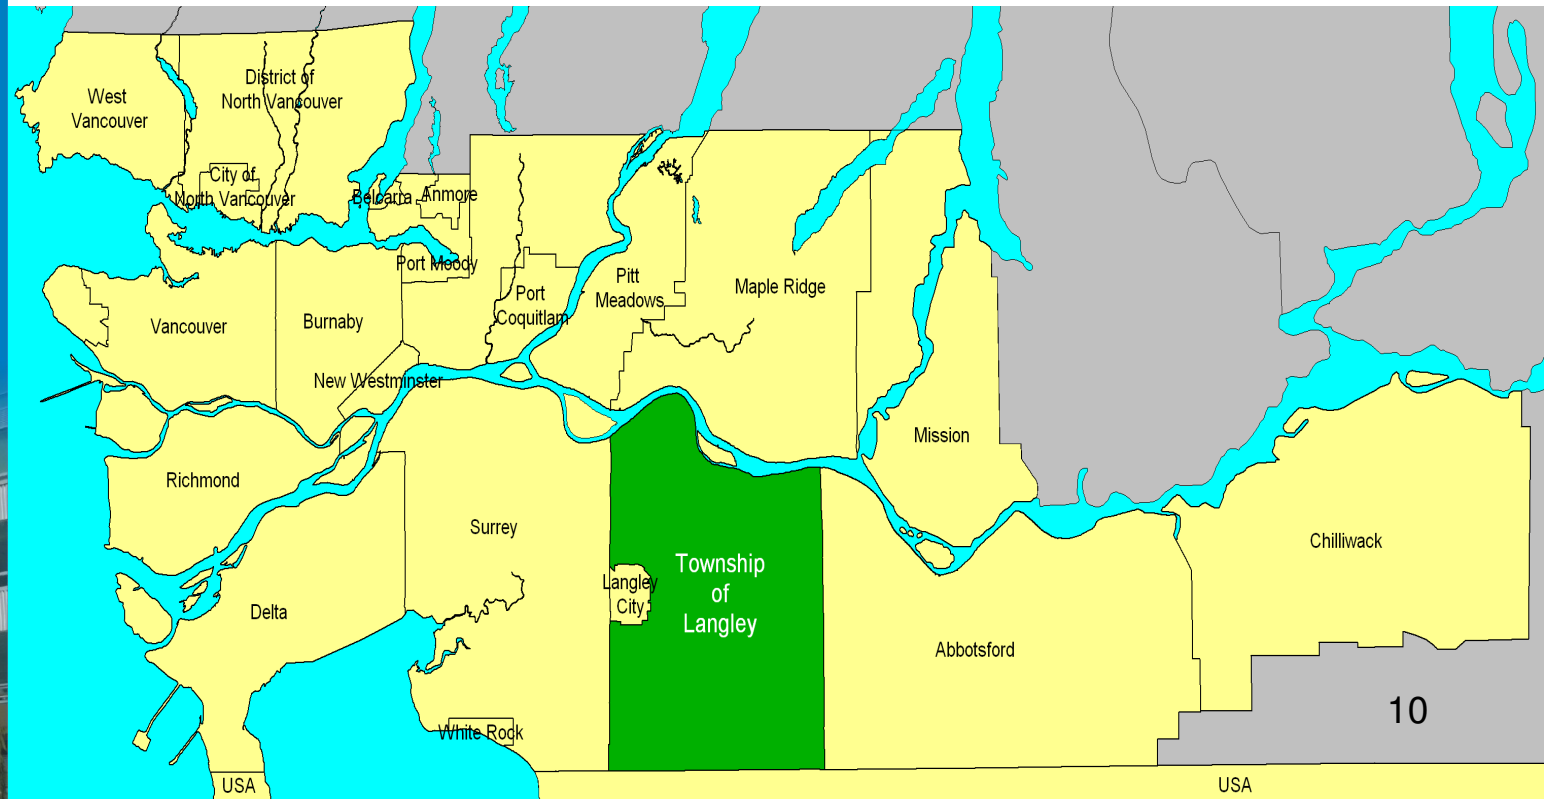 West
Vancouver
District of
North Vancouver
City of
North Vancouver
Belcarra
Anmore
Port Moody
Port
Coquitlam
Pitt
Meadows
Maple Ridge
Vancouver
Burnaby
New Westminster
Mission
Richmond
Surrey
Chilliwack
Township
of
Langley
Langley
City
Delta
Abbotsford
White Rock
10
USA
USA